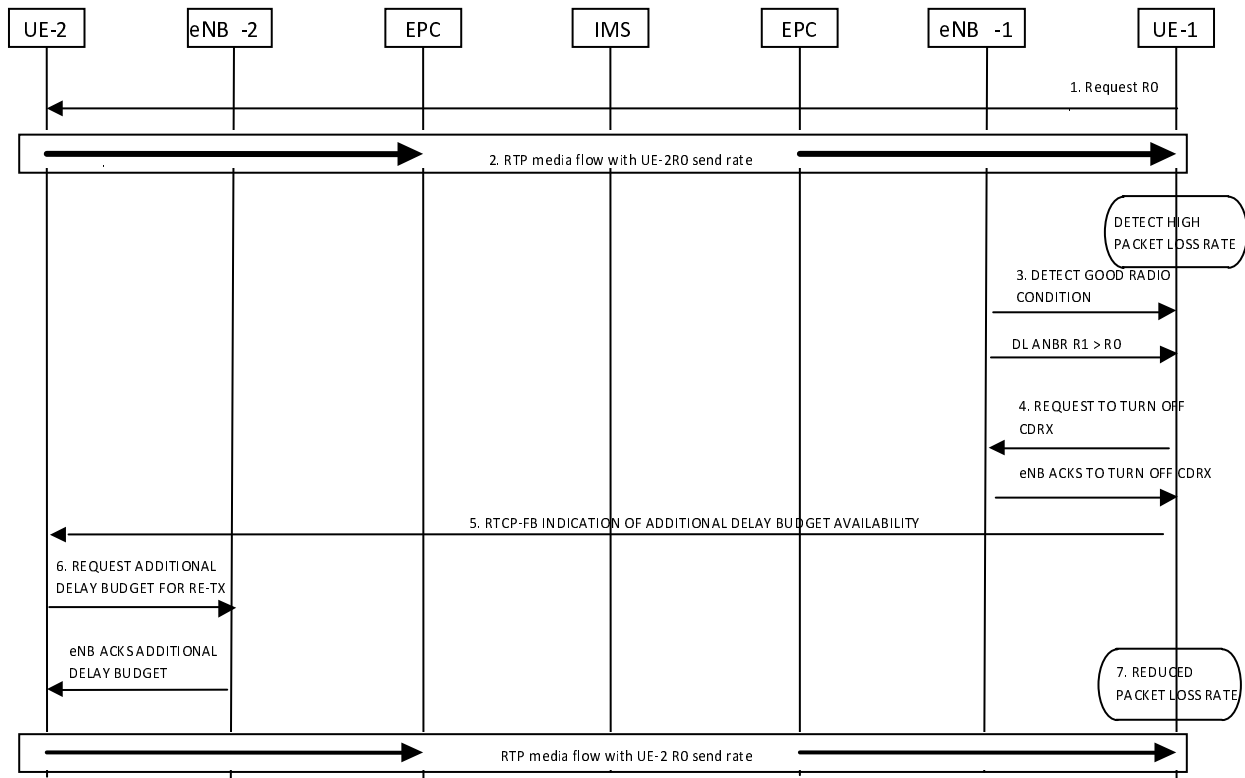 UE-2 eNB -2 EPC IMS EPC eNB -1 UE-1
1. Request R0
2. RTP media flow with UE-2R0 send rate
DETECT HIGH
PACKET LOSS RATE
3. DETECT GOOD RADIO
CONDITION
DL ANBR R1 > R0
4. REQUEST TO TURN OFF
CDRX
eNB ACKS TO TURN OFF CDRX
5. RTCP-FB INDICATION OF ADDITIONAL DELAY BUDGET AVAILABILITY
6. REQUEST ADDITIONAL
DELAY BUDGET FOR RE-TX
eNB ACKS ADDITIONAL
DELAY BUDGET
7. REDUCED
PACKET LOSS RATE
RTP media flow with UE-2 R0 send rate